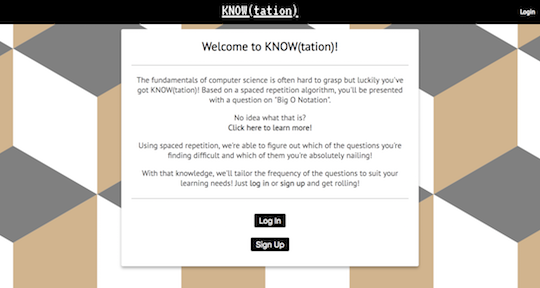 KNOW(tation)
Login
Welcome to KNOW(tation)!
The fundamentals of computer science is often hard to grasp but luckily you've
got KNOW(tation)! Based on a spaced repetition algorithm, you'll be presented
with a question on "Big O Notation".
No idea what that is?
Click here to learn more!
Using spaced repetition, we're able to figure out which of the questions you're
finding difficult and which of them you're absolutely nailing!
With that knowledge, we'll tailor the frequency of the questions to suit your
learning needs! Just log in or sign up and get rolling!
Log In
Sign Up